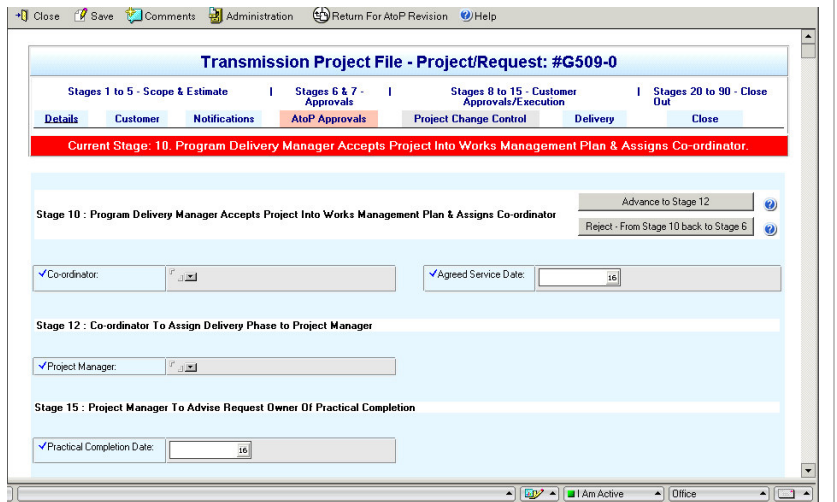 Close Save Comments Administration Return For AtoP Revision Help
Transmission Project File - Project/Request: #G509-0
Stages 1 to 5 - Scope & Estimate | Stages 6 & 7 - | Stages 8 to 15 - Customer | Stages 20 to 90 - Close
Approvals Approvals/Execution Out
Details Customer Notifications AtoP Approvals Project Change Control Delivery Close
Current Stage: 10. Program Delivery Manager Accepts Project Into Works Management Plan & Assigns Co-ordinator.
Advance to Stage 12
Stage 10 : Program Delivery Manager Accepts Project Into Works Management Plan & Assigns Co-ordinator
Reject - From Stage 10 back to Stage 6
Co-ordinator: Agreed Service Date: 16
Stage 12 : Co-ordinator To Assign Delivery Phase to Project Manager
Project Manager:
Stage 15 : Project Manager To Advise Request Owner Of Practical Completion
Practical Completion Date: 16
I Am Active Office